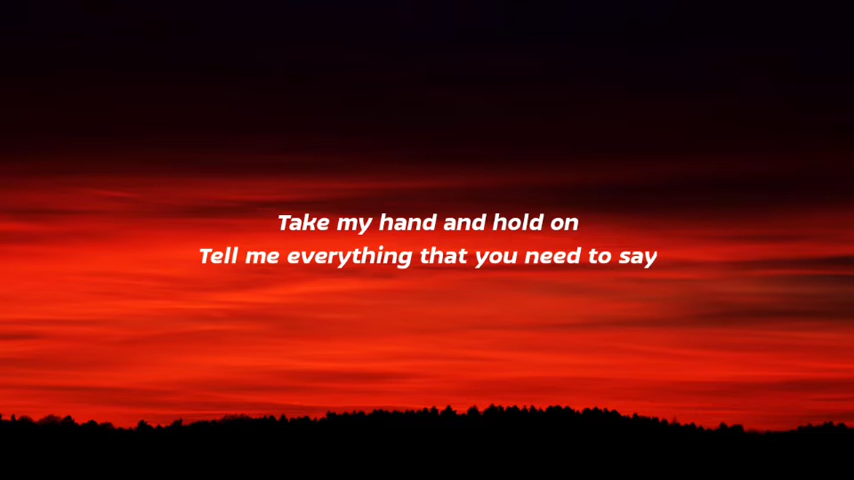 Take my hand and hold on
Tell me everything that you need to say